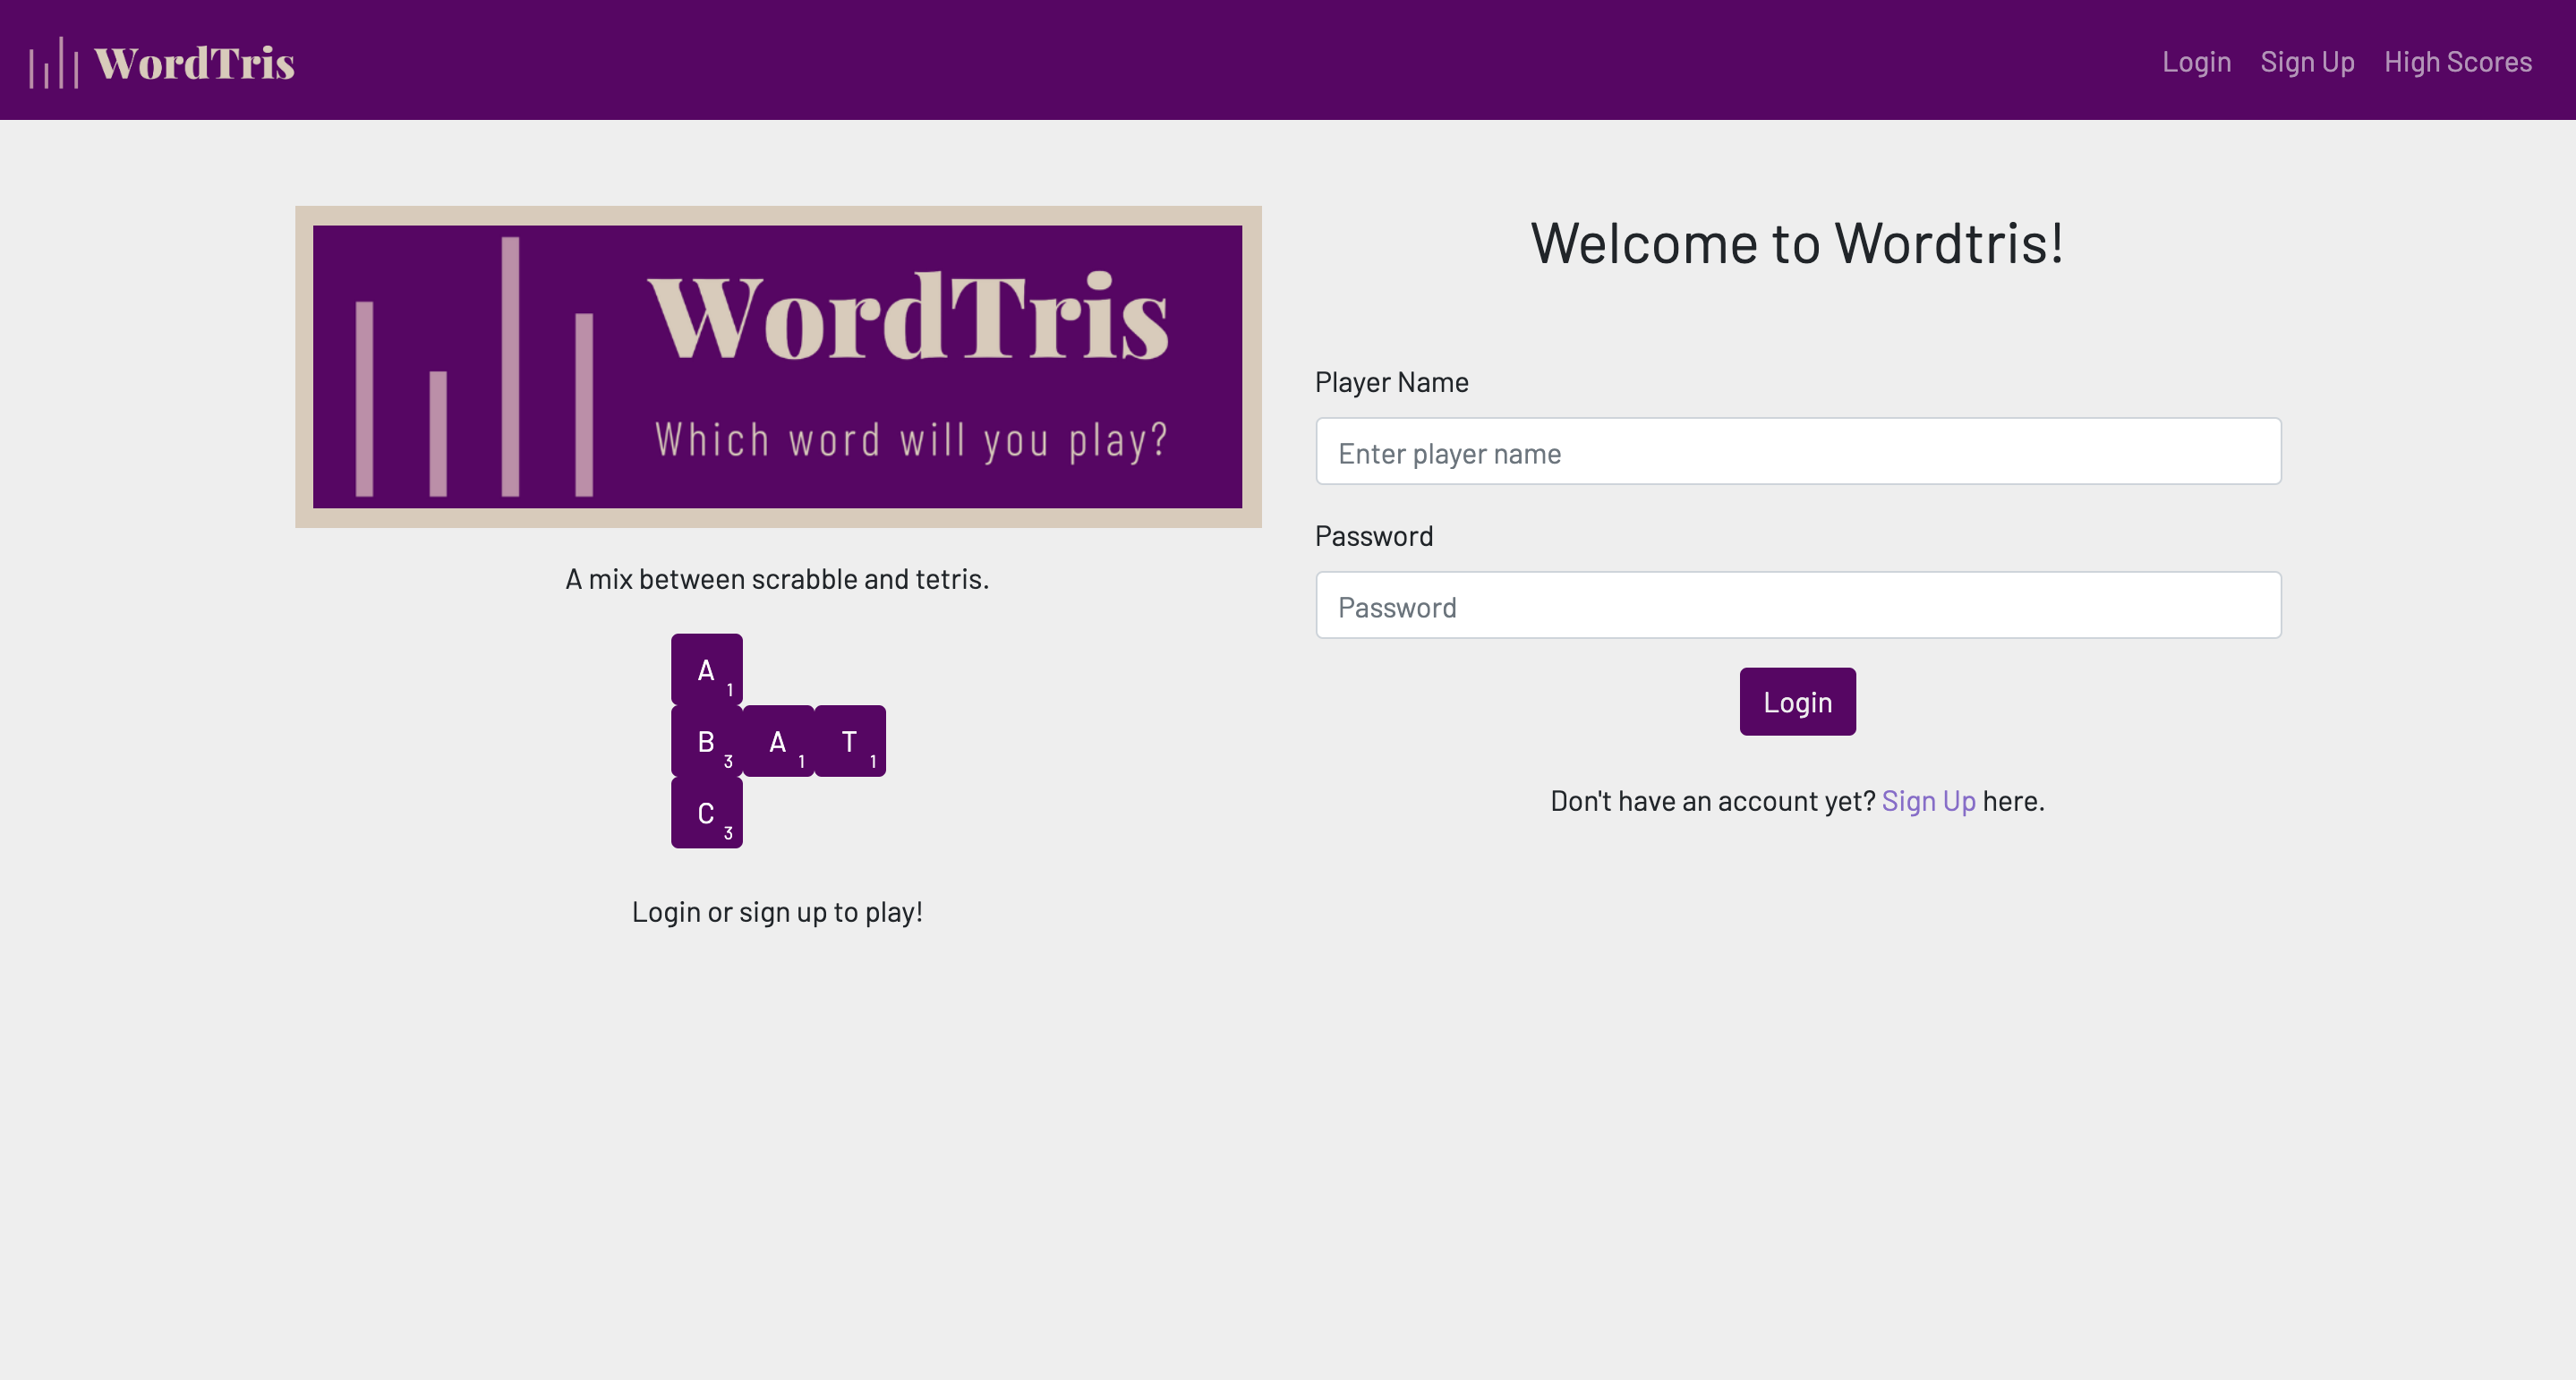 WordTris
Login Sign Up High Scores
WordTris
Which word will you play?
A mix between scrabble and tetris.
A 1
B 3 A 1 T 1
C 3
Login or sign up to play!
Welcome to Wordtris!
Player Name
Enter player name
Password
Password
Login
Don't have an account yet? Sign Up here.